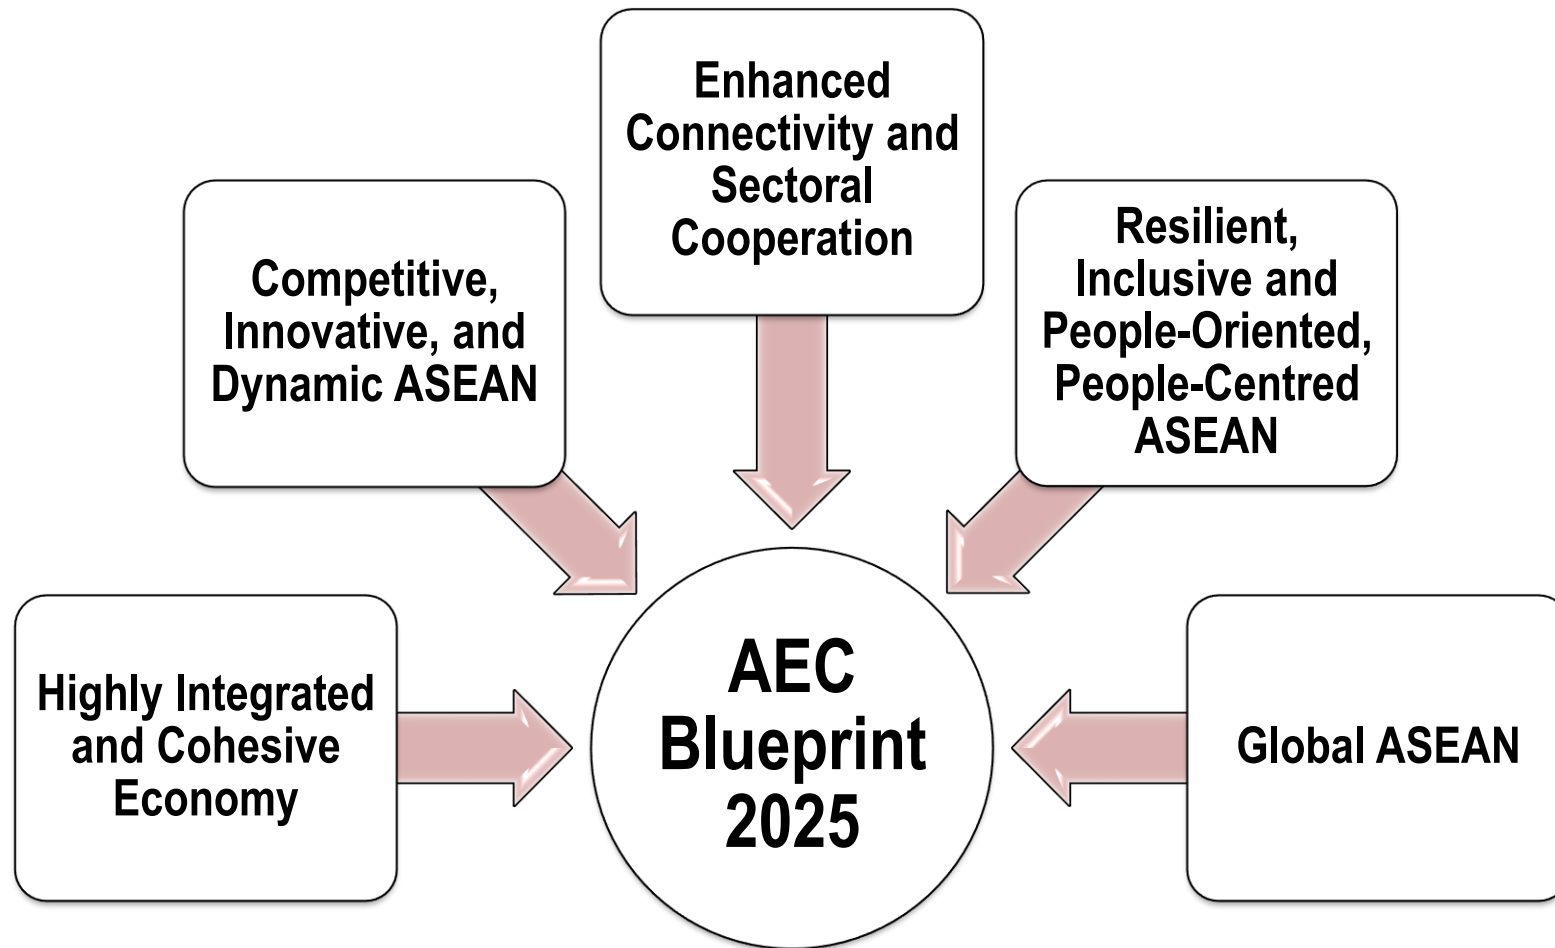 Enhanced
Connectivity and
Sectoral
Cooperation
Competitive,
Innovative, and
Dynamic ASEAN
Resilient,
Inclusive and
People-Oriented,
People-Centred
ASEAN
Highly Integrated
and Cohesive
Economy
AEC
Blueprint
2025
Global ASEAN